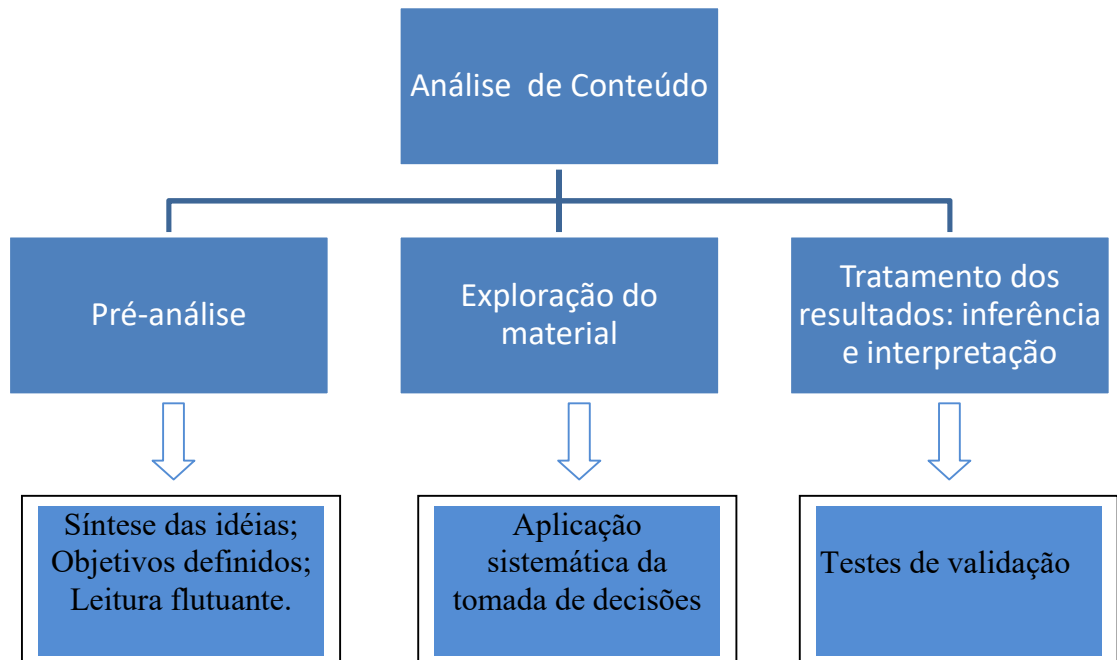 Análise de Conteúdo
Pré-análise
Exploração do
material
Tratamento dos
resultados: inferência
e interpretação
Síntese das idéias;
Objetivos definidos;
Leitura flutuante.
Aplicação
sistemática da
tomada de decisões
Testes de validação